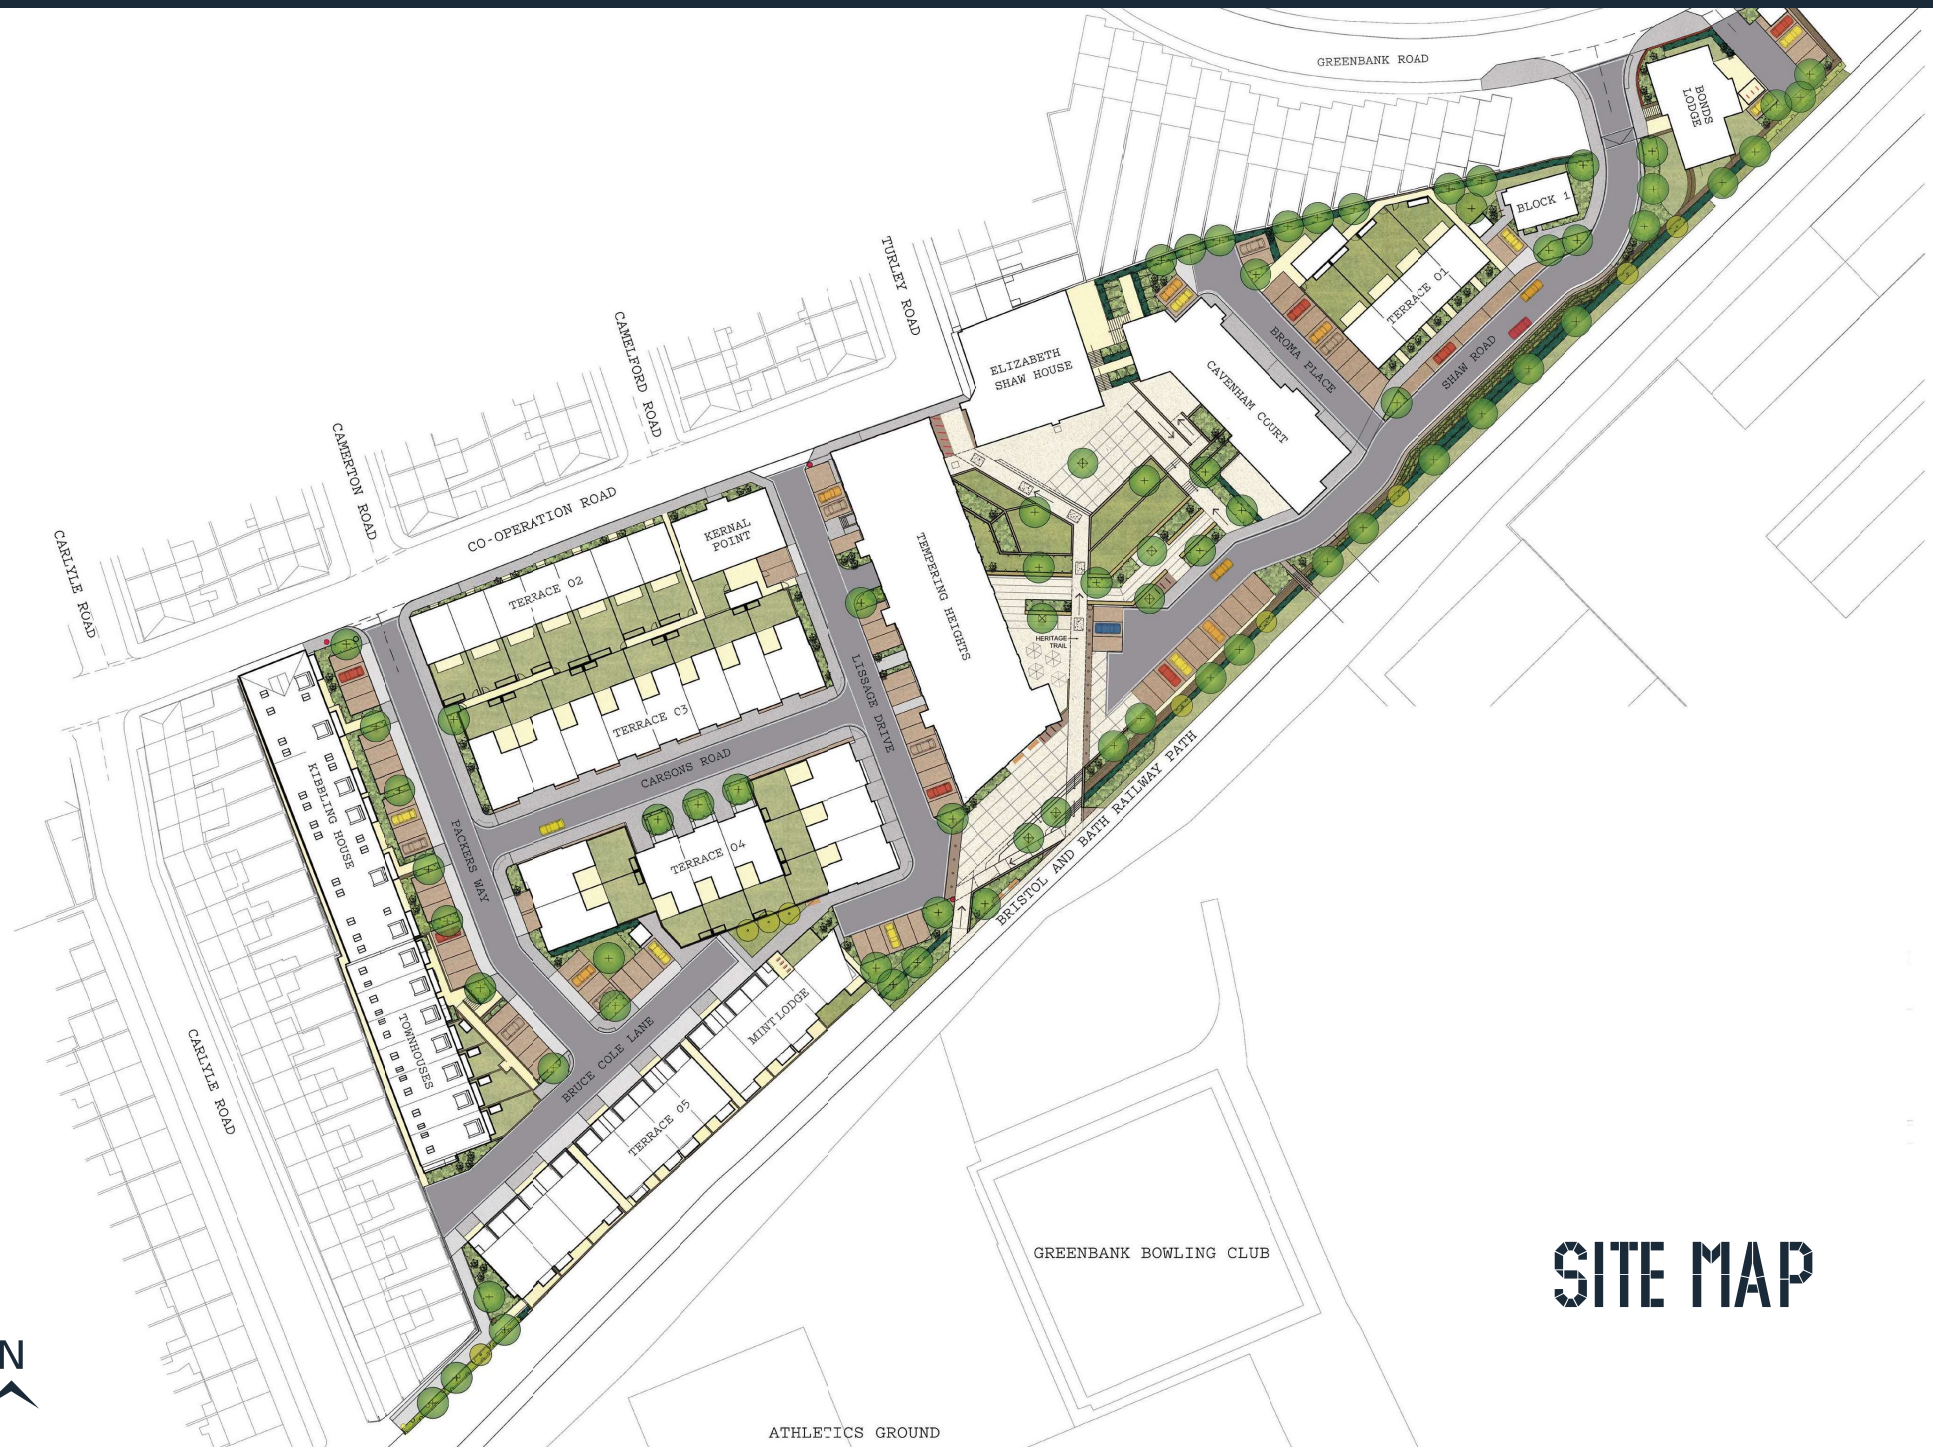 GREENBANK ROAD
BONDS
LODGE
BLOCK 1
TURLEY ROAD
TERRACE 01
CAMELFORD ROAD
ELIZABETH
SHAW HOUSE
BROMA PLACE
SHAW ROAD
CAVENHAM COURT
CAMERTON ROAD
CO-OPERATION ROAD
KERNAL
POINT
CARLYLE ROAD
TERRACE 02
TEMPERING HEIGHTS
HERITAGE
TRAIL
LISSAGE DRIVE
TERRACE 03
CARSONS ROAD
KIBBLING HOUSE
PACKERS WAY
TERRACE 04
BRISTOL AND BATH RAILWAY PATH
TOWNHOUSES
MINT LODGE
BRUCE COLE LANE
CARLYLE ROAD
TERRACE 05
GREENBANK BOWLING CLUB
SITE MAP
N
ATHLETICS GROUND